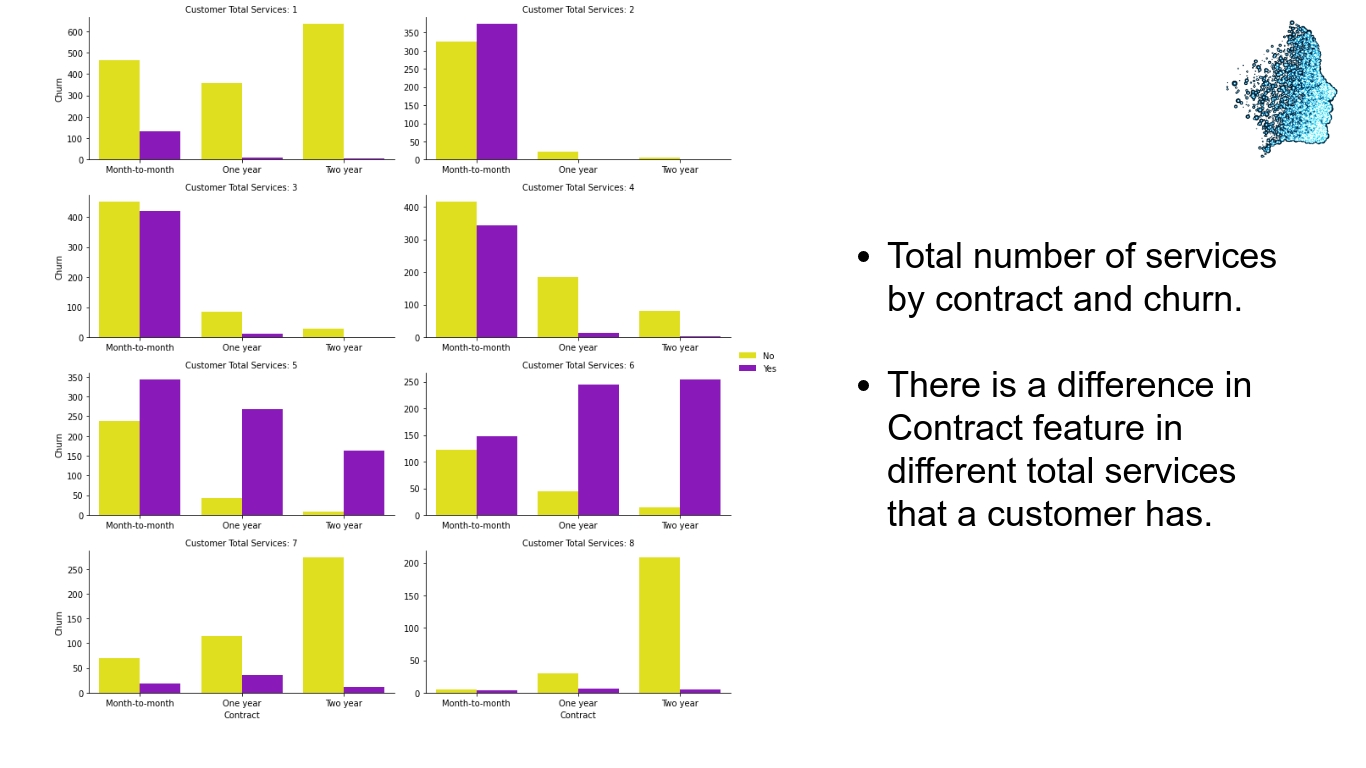 Customer Total Services: 1
Customer Total Services: 2
Churn
600
500
400
300
200
100
0
350
300
250
200
150
100
50
0
Month-to-month
One year
Two year
Month-to-month
One year
Two year
Customer Total Services: 3
Customer Total Services: 4
Churn
400
300
200
100
0
400
300
200
100
0
Month-to-month
One year
Two year
Month-to-month
One year
Two year
No
Yes
Customer Total Services: 5
Customer Total Services: 6
Churn
350
300
250
200
150
100
50
0
250
200
150
100
50
0
Month-to-month
One year
Two year
Month-to-month
One year
Two year
Customer Total Services: 7
Customer Total Services: 8
Churn
250
200
150
100
50
0
200
150
100
50
0
Month-to-month
One year
Two year
Month-to-month
One year
Two year
Contract
Contract
• Total number of services
by contract and churn.
• There is a difference in
Contract feature in
different total services
that a customer has.